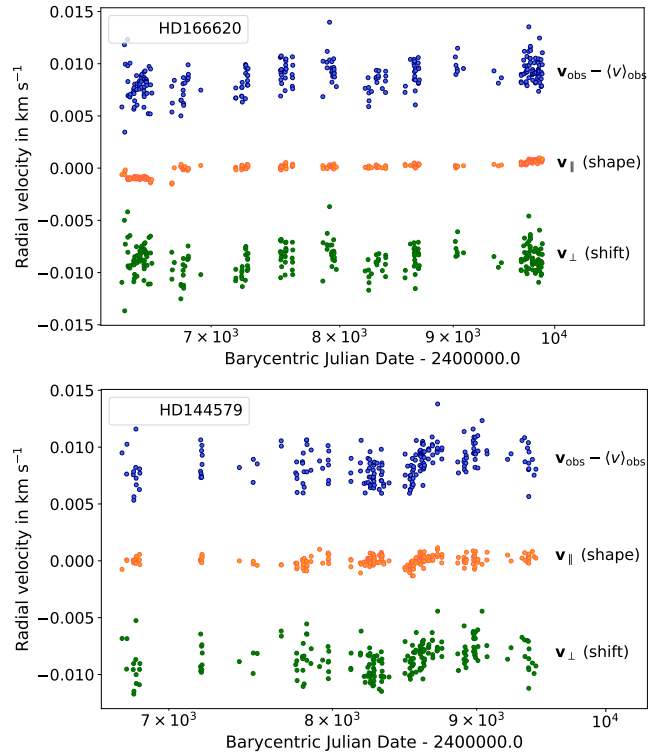 0.015
HD166620
0.010
v_obs − ⟨v⟩_obs
0.005
0.000
v_∥ (shape)
−0.005
v_⊥ (shift)
−0.010
−0.015
Radial velocity in km s⁻¹
7 × 10³
8 × 10³
9 × 10³
10⁴
Barycentric Julian Date - 2400000.0
0.015
HD144579
0.010
v_obs − ⟨v⟩_obs
0.005
0.000
v_∥ (shape)
−0.005
v_⊥ (shift)
−0.010
Radial velocity in km s⁻¹
7 × 10³
8 × 10³
9 × 10³
10⁴
Barycentric Julian Date - 2400000.0